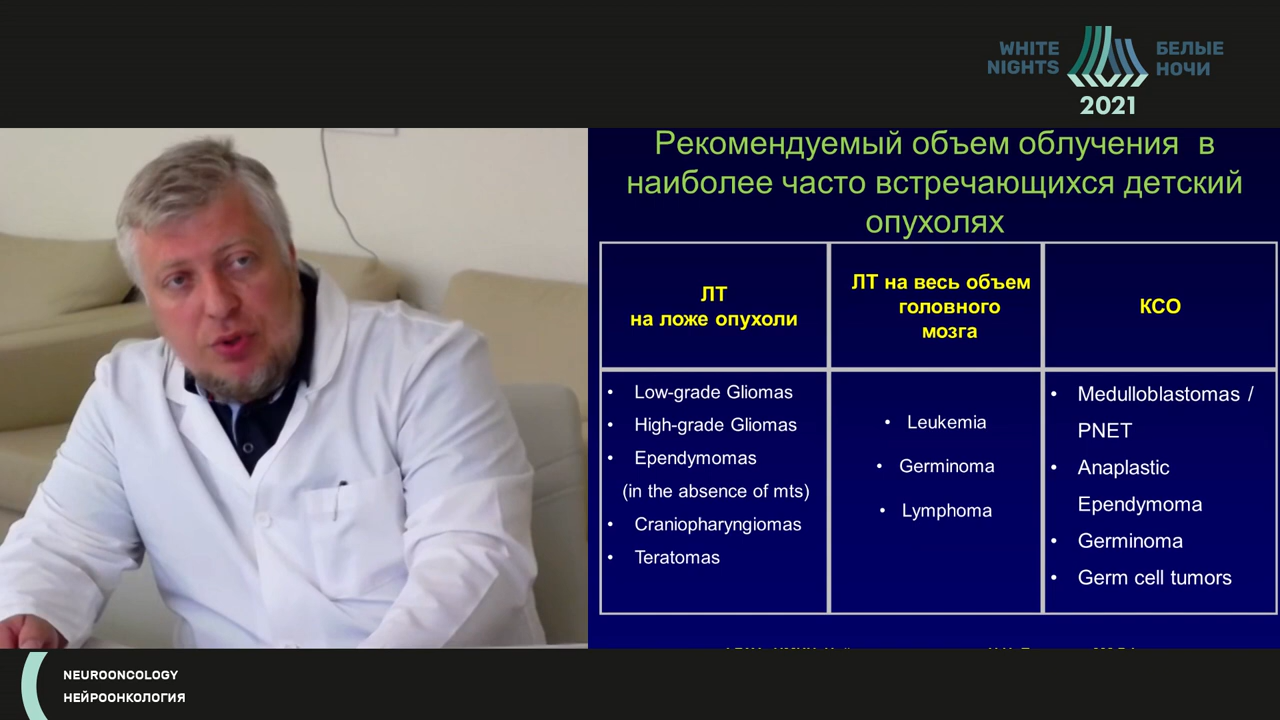 WHITE
NIGHTS
БЕЛЫЕ
НОЧИ
2021
Рекомендуемый объем облучения в
наиболее часто встречающихся детский
опухолях
ЛТ
на ложе опухоли
ЛТ на весь объем
головного
мозга
КСО
• Low-grade Gliomas
• High-grade Gliomas
• Ependymomas
(in the absence of mts)
• Craniopharyngiomas
• Teratomas
• Leukemia
• Germinoma
• Lymphoma
• Medulloblastomas /
PNET
• Anaplastic
Ependymoma
• Germinoma
• Germ cell tumors
NEUROONCOLOGY
НЕЙРООНКОЛОГИЯ